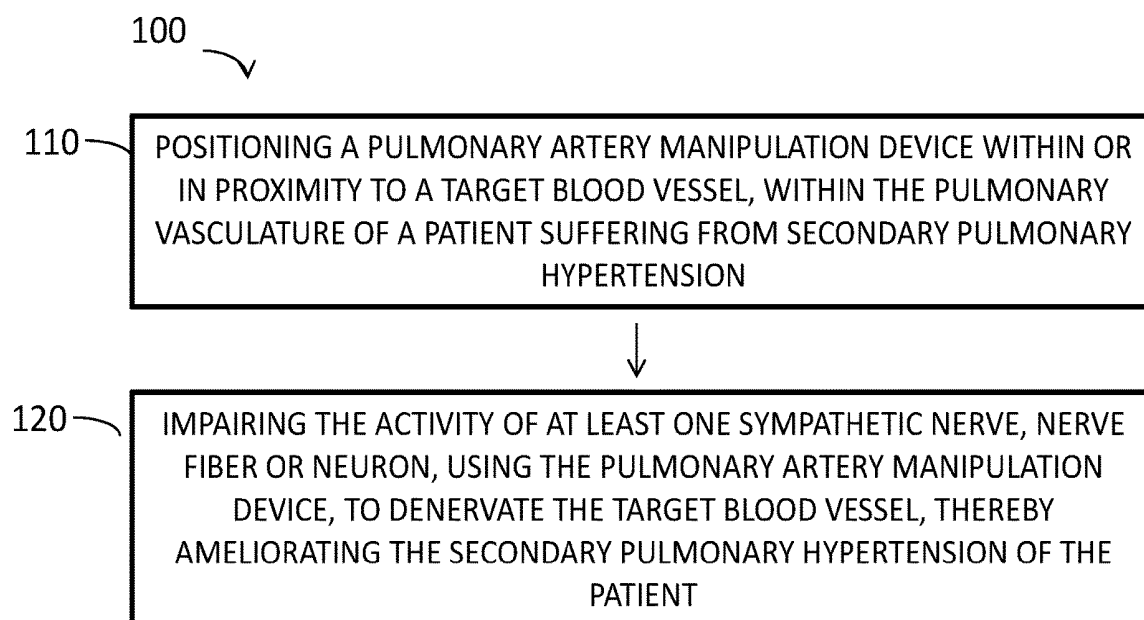 100
110
POSITIONING A PULMONARY ARTERY MANIPULATION DEVICE WITHIN OR
IN PROXIMITY TO A TARGET BLOOD VESSEL, WITHIN THE PULMONARY
VASCULATURE OF A PATIENT SUFFERING FROM SECONDARY PULMONARY
HYPERTENSION
120
IMPAIRING THE ACTIVITY OF AT LEAST ONE SYMPATHETIC NERVE, NERVE
FIBER OR NEURON, USING THE PULMONARY ARTERY MANIPULATION
DEVICE, TO DENERVATE THE TARGET BLOOD VESSEL, THEREBY
AMELIORATING THE SECONDARY PULMONARY HYPERTENSION OF THE
PATIENT